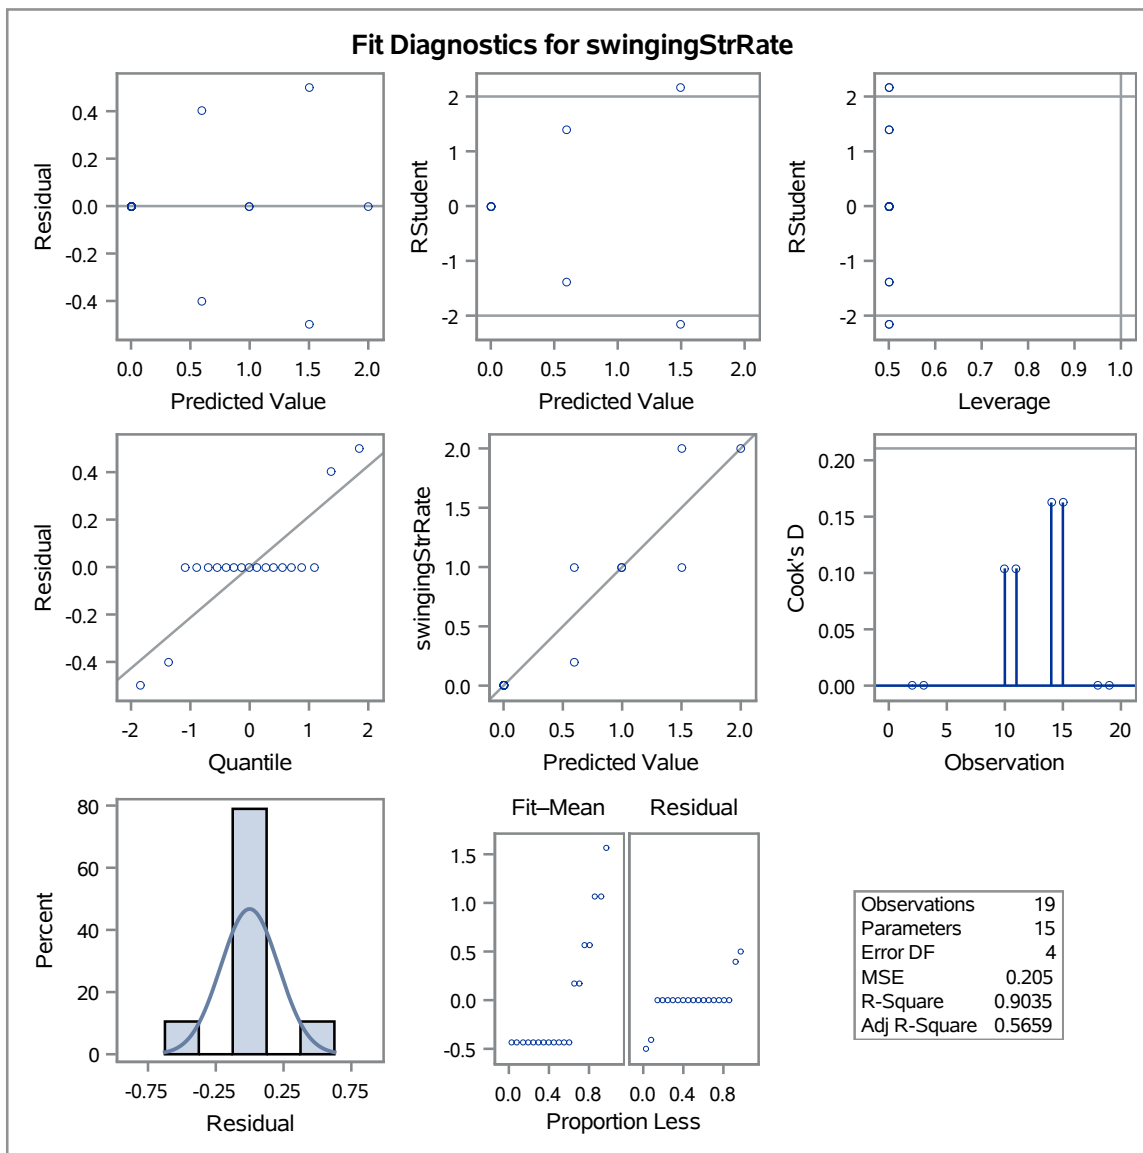 Fit Diagnostics for swingingStrRate
0.4
0.2
0.0
-0.2
-0.4
Residual
0.0 0.5 1.0 1.5 2.0
Predicted Value
2
1
0
-1
-2
RStudent
0.0 0.5 1.0 1.5 2.0
Predicted Value
2
1
0
-1
-2
RStudent
0.5 0.6 0.7 0.8 0.9 1.0
Leverage
0.4
0.2
0.0
-0.2
-0.4
Residual
-2 -1 0 1 2
Quantile
2.0
1.5
1.0
0.5
0.0
swingingStrRate
0.0 0.5 1.0 1.5 2.0
Predicted Value
0.20
0.15
0.10
0.05
0.00
Cook's D
0 5 10 15 20
Observation
80
60
40
20
0
Percent
-0.75 -0.25 0.25 0.75
Residual
Fit–Mean Residual
1.5
1.0
0.5
0.0
-0.5
0.0 0.4 0.8 0.0 0.4 0.8
Proportion Less
Observations 19
Parameters 15
Error DF 4
MSE 0.205
R-Square 0.9035
Adj R-Square 0.5659